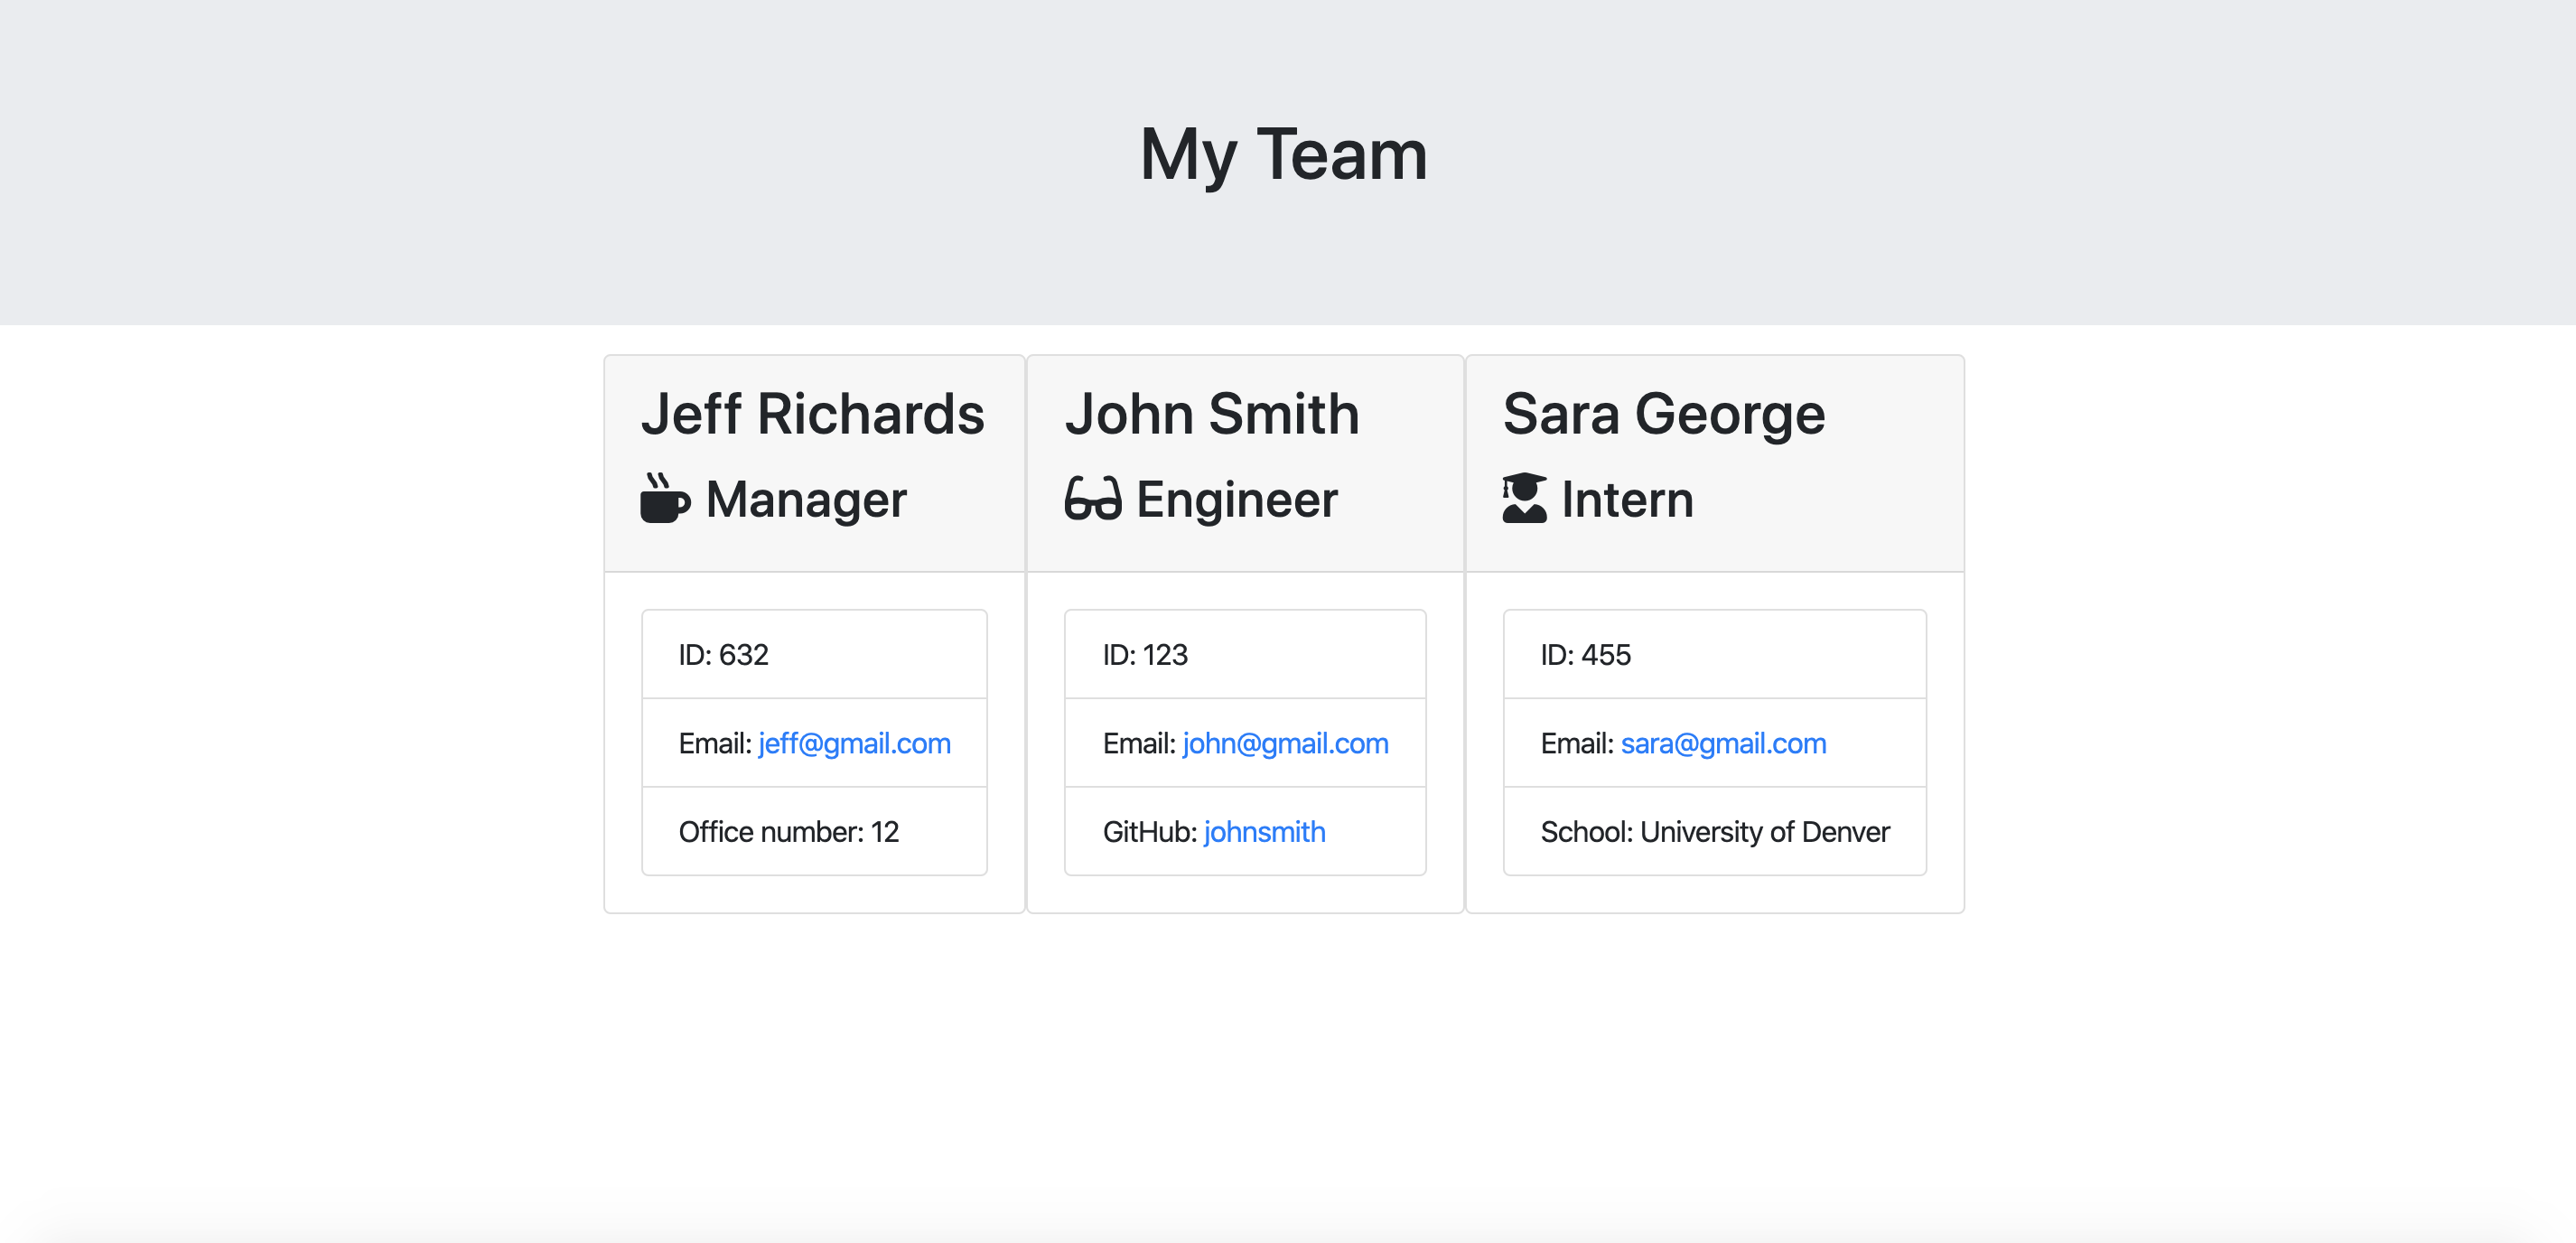 My Team
Jeff Richards
Manager
ID: 632
Email: jeff@gmail.com
Office number: 12
John Smith
Engineer
ID: 123
Email: john@gmail.com
GitHub: johnsmith
Sara George
Intern
ID: 455
Email: sara@gmail.com
School: University of Denver